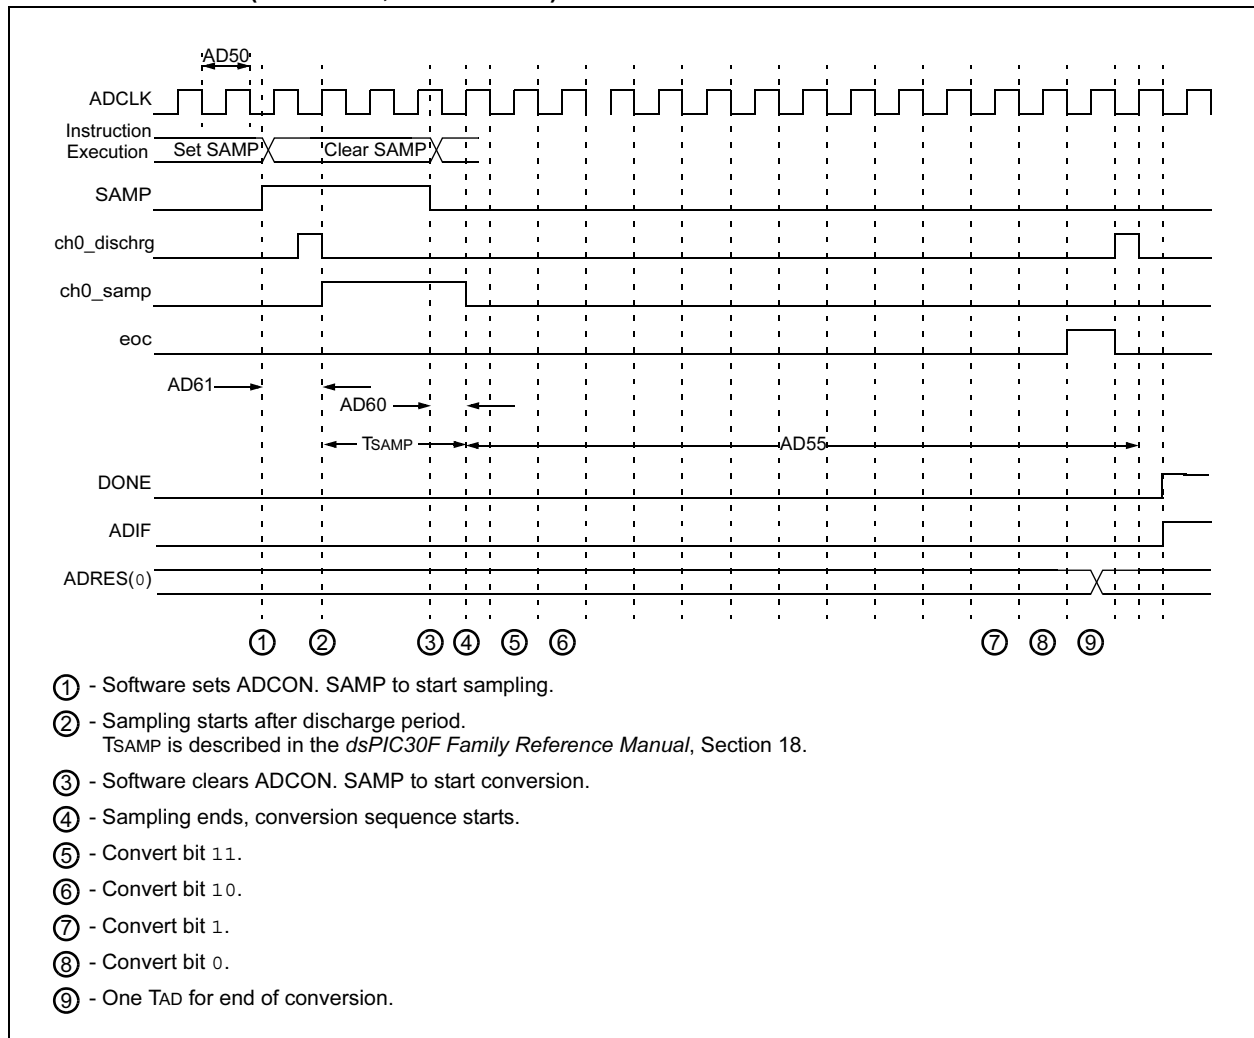 AD50
ADCLK
Instruction
Execution
Set SAMP
Clear SAMP
SAMP
ch0_dischrg
ch0_samp
eoc
AD61
AD60
TSAMP
AD55
DONE
ADIF
ADRES(0)
1 2 3 4 5 6 7 8 9
1 - Software sets ADCON. SAMP to start sampling.
2 - Sampling starts after discharge period.
TSAMP is described in the dsPIC30F Family Reference Manual, Section 18.
3 - Software clears ADCON. SAMP to start conversion.
4 - Sampling ends, conversion sequence starts.
5 - Convert bit 11.
6 - Convert bit 10.
7 - Convert bit 1.
8 - Convert bit 0.
9 - One TAD for end of conversion.